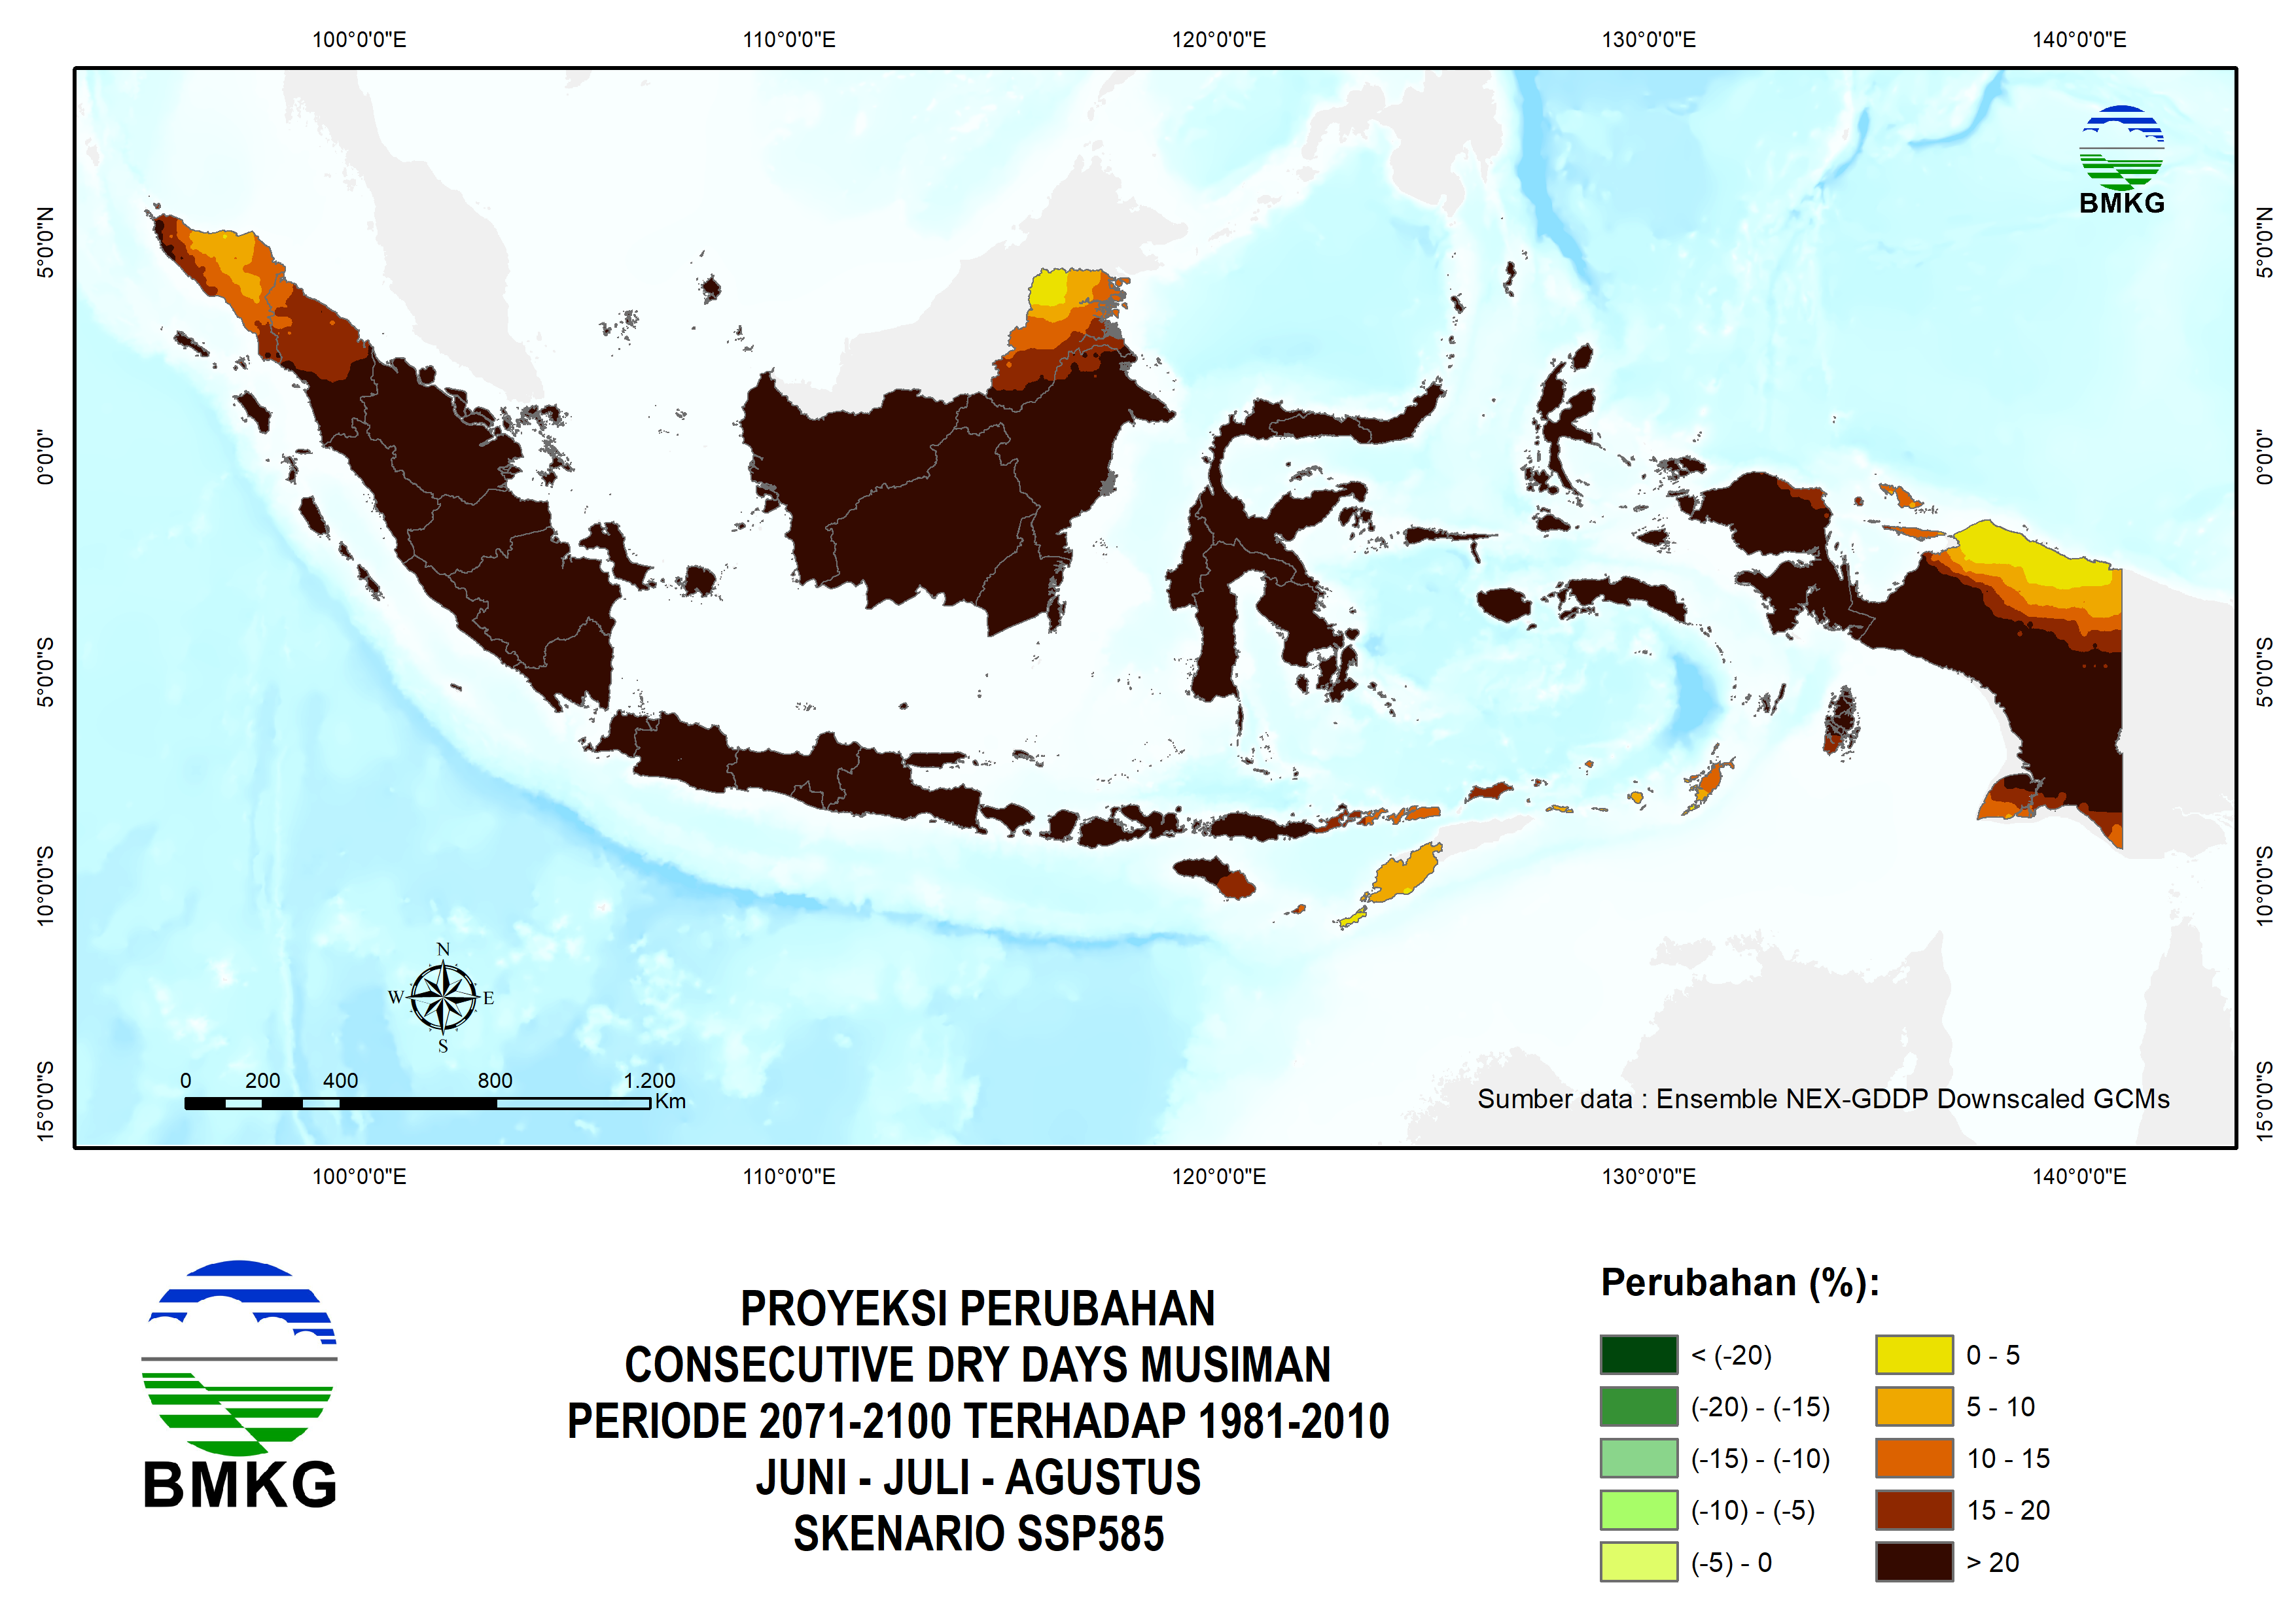 100°0'0"E 110°0'0"E 120°0'0"E 130°0'0"E 140°0'0"E
BMKG
5°0'0"N 5°0'0"N
0°0'0" 0°0'0"
5°0'0"S 5°0'0"S
10°0'0"S 10°0'0"S
15°0'0"S 15°0'0"S
N
W E
S
0 200 400 800 1.200
Km
Sumber data : Ensemble NEX-GDDP Downscaled GCMs
100°0'0"E 110°0'0"E 120°0'0"E 130°0'0"E 140°0'0"E
BMKG
PROYEKSI PERUBAHAN
CONSECUTIVE DRY DAYS MUSIMAN
PERIODE 2071-2100 TERHADAP 1981-2010
JUNI - JULI - AGUSTUS
SKENARIO SSP585
Perubahan (%):
< (-20)
(-20) - (-15)
(-15) - (-10)
(-10) - (-5)
(-5) - 0
0 - 5
5 - 10
10 - 15
15 - 20
> 20